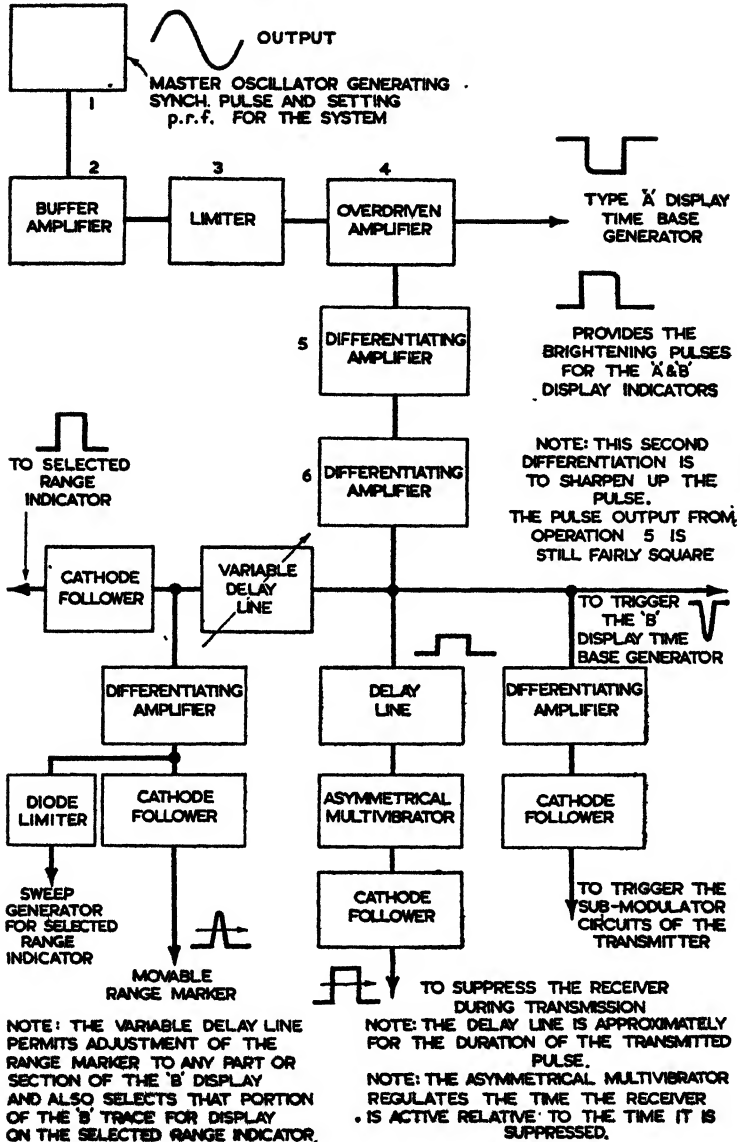 OUTPUT
MASTER OSCILLATOR GENERATING
SYNCH. PULSE AND SETTING
p.r.f. FOR THE SYSTEM
1
2
3
4
BUFFER
AMPLIFIER
LIMITER
OVERDRIVEN
AMPLIFIER
TYPE 'A' DISPLAY
TIME BASE
GENERATOR
5
DIFFERENTIATING
AMPLIFIER
PROVIDES THE
BRIGHTENING PULSES
FOR THE 'A'&'B'
DISPLAY INDICATORS
6
DIFFERENTIATING
AMPLIFIER
NOTE: THIS SECOND
DIFFERENTIATION IS
TO SHARPEN UP THE
PULSE.
THE PULSE OUTPUT FROM
OPERATION 5 IS
STILL FAIRLY SQUARE
TO SELECTED
RANGE
INDICATOR
CATHODE
FOLLOWER
VARIABLE
DELAY
LINE
TO TRIGGER
THE 'B'
DISPLAY TIME
BASE GENERATOR
DIFFERENTIATING
AMPLIFIER
DELAY
LINE
DIFFERENTIATING
AMPLIFIER
DIODE
LIMITER
CATHODE
FOLLOWER
ASYMMETRICAL
MULTIVIBRATOR
CATHODE
FOLLOWER
CATHODE
FOLLOWER
SWEEP
GENERATOR
FOR SELECTED
RANGE
INDICATOR
MOVABLE
RANGE MARKER
TO TRIGGER THE
SUB-MODULATOR
CIRCUITS OF THE
TRANSMITTER
TO SUPPRESS THE RECEIVER
DURING TRANSMISSION
NOTE: THE VARIABLE DELAY LINE
PERMITS ADJUSTMENT OF THE
RANGE MARKER TO ANY PART OR
SECTION OF THE 'B' DISPLAY
AND ALSO SELECTS THAT PORTION
OF THE 'B' TRACE FOR DISPLAY
ON THE SELECTED RANGE INDICATOR.
NOTE: THE DELAY LINE IS APPROXIMATELY
FOR THE DURATION OF THE TRANSMITTED
PULSE.
NOTE: THE ASYMMETRICAL MULTIVIBRATOR
REGULATES THE TIME THE RECEIVER
IS ACTIVE RELATIVE TO THE TIME IT IS
SUPPRESSED.